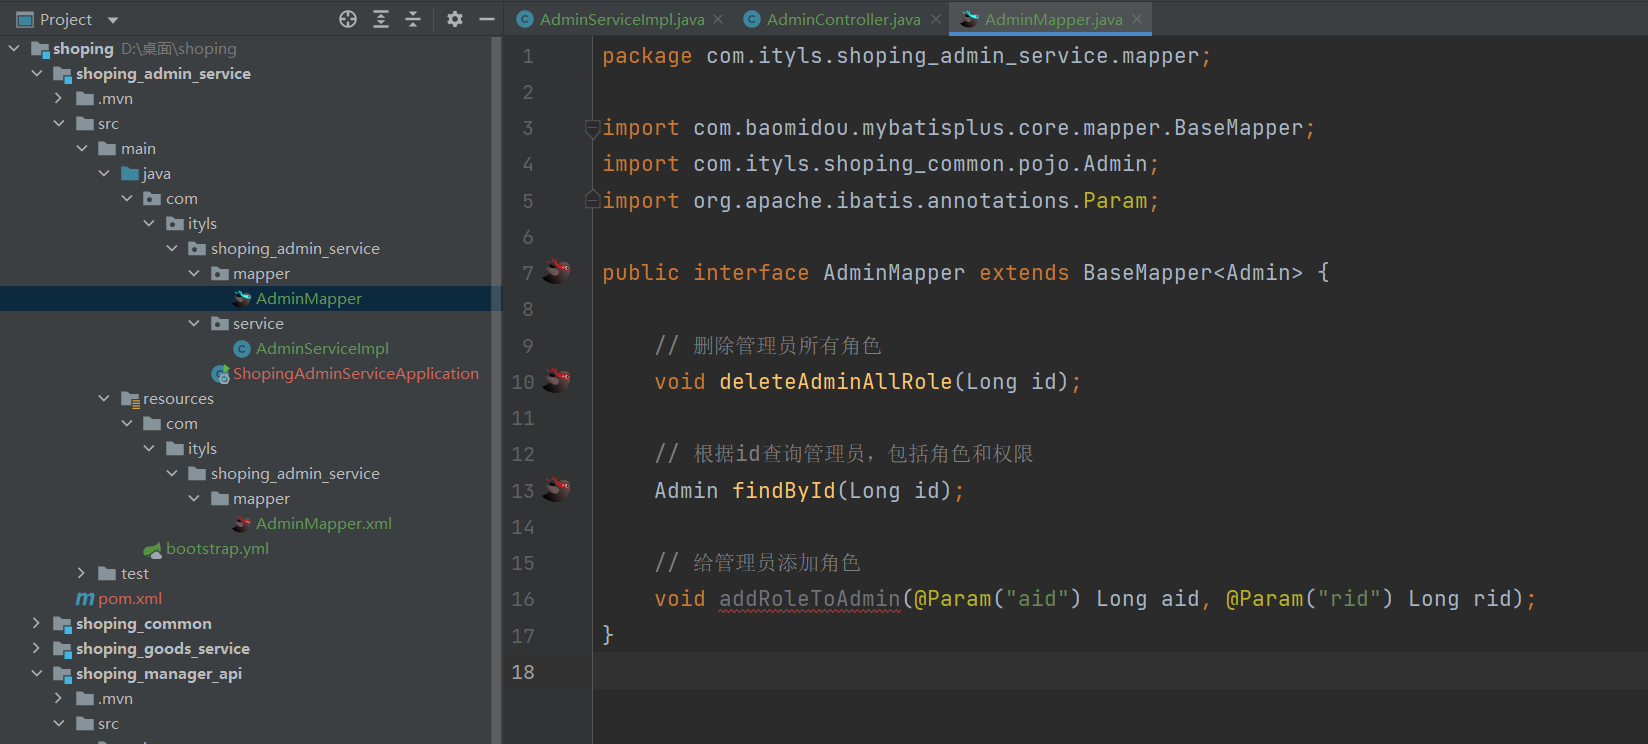 Project
shoping D:\桌面\shoping
shoping_admin_service
.mvn
src
main
java
com
ityls
shoping_admin_service
mapper
AdminMapper
service
AdminServiceImpl
ShopingAdminServiceApplication
resources
com
ityls
shoping_admin_service
mapper
AdminMapper.xml
bootstrap.yml
test
pom.xml
shoping_common
shoping_goods_service
shoping_manager_api
.mvn
src
AdminServiceImpl.java AdminController.java AdminMapper.java
1 package com.ityls.shoping_admin_service.mapper;
2
3 import com.baomidou.mybatisplus.core.mapper.BaseMapper;
4 import com.ityls.shoping_common.pojo.Admin;
5 import org.apache.ibatis.annotations.Param;
6
7 public interface AdminMapper extends BaseMapper<Admin> {
8
9 // 删除管理员所有角色
10 void deleteAdminAllRole(Long id);
11
12 // 根据id查询管理员，包括角色和权限
13 Admin findById(Long id);
14
15 // 给管理员添加角色
16 void addRoleToAdmin(@Param("aid") Long aid, @Param("rid") Long rid);
17 }
18